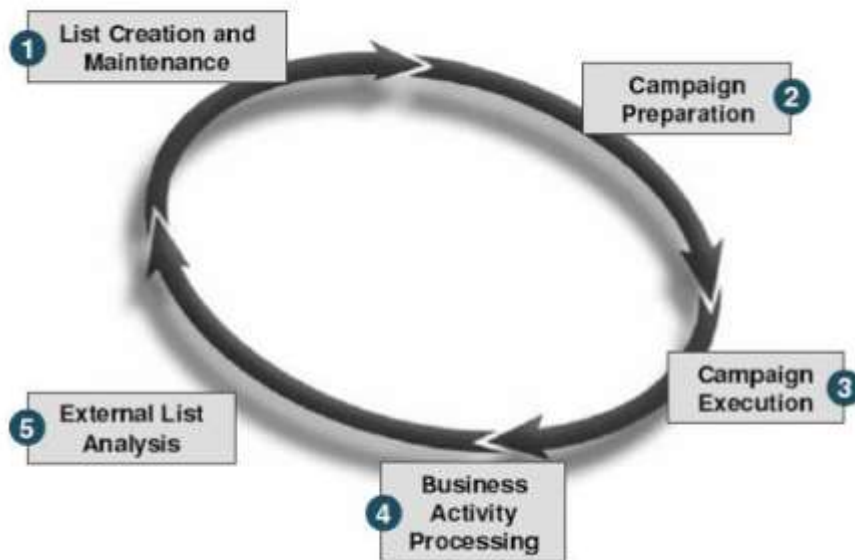 1
List Creation and
Maintenance
Campaign
Preparation
2
Campaign
Execution
3
4
Business
Activity
Processing
5
External List
Analysis